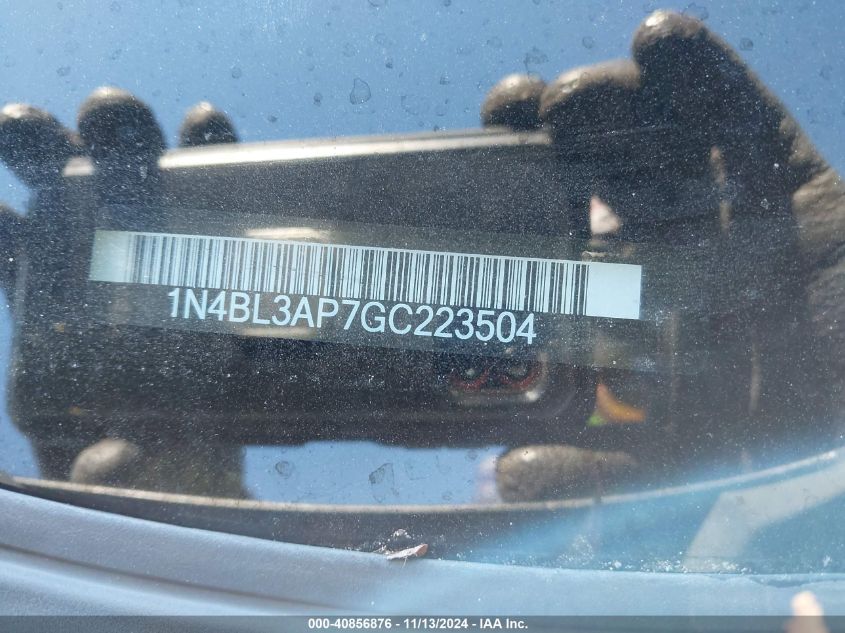 1N4BL3AP7GC223504
000-40856876 - 11/13/2024 - IAA Inc.